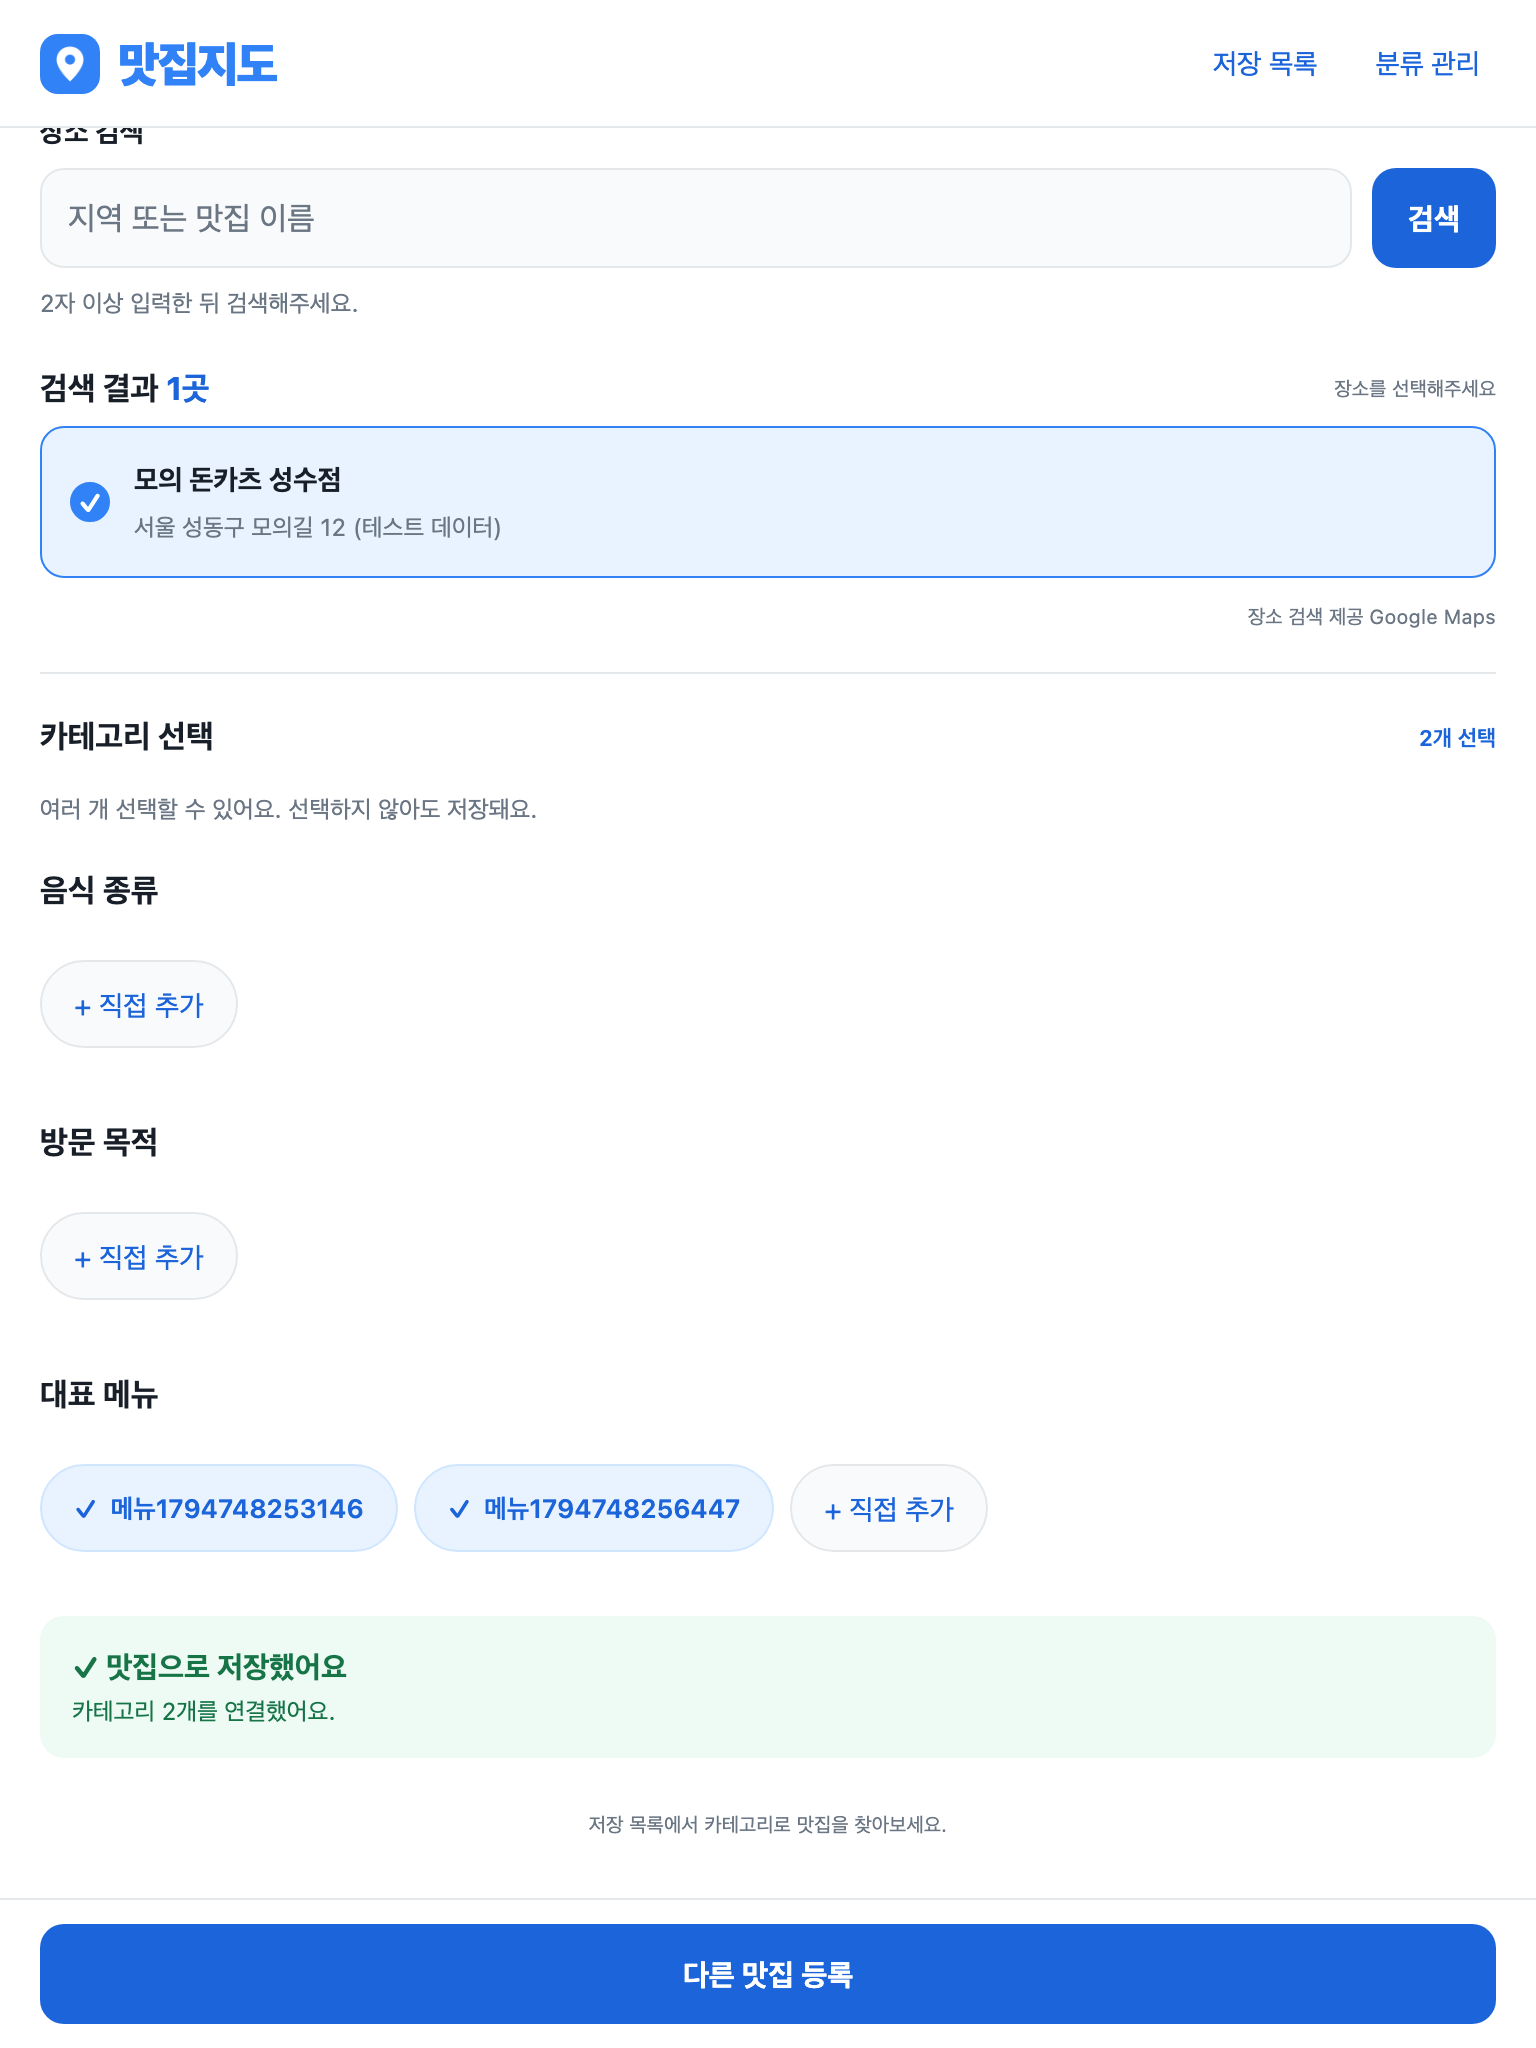 맛집지도
저장 목록
분류 관리
장소 검색
지역 또는 맛집 이름
검색
2자 이상 입력한 뒤 검색해주세요.
검색 결과 1곳
장소를 선택해주세요
모의 돈카츠 성수점
서울 성동구 모의길 12 (테스트 데이터)
장소 검색 제공 Google Maps
카테고리 선택
2개 선택
여러 개 선택할 수 있어요. 선택하지 않아도 저장돼요.
음식 종류
+ 직접 추가
방문 목적
+ 직접 추가
대표 메뉴
메뉴1794748253146
메뉴1794748256447
+ 직접 추가
맛집으로 저장했어요
카테고리 2개를 연결했어요.
저장 목록에서 카테고리로 맛집을 찾아보세요.
다른 맛집 등록